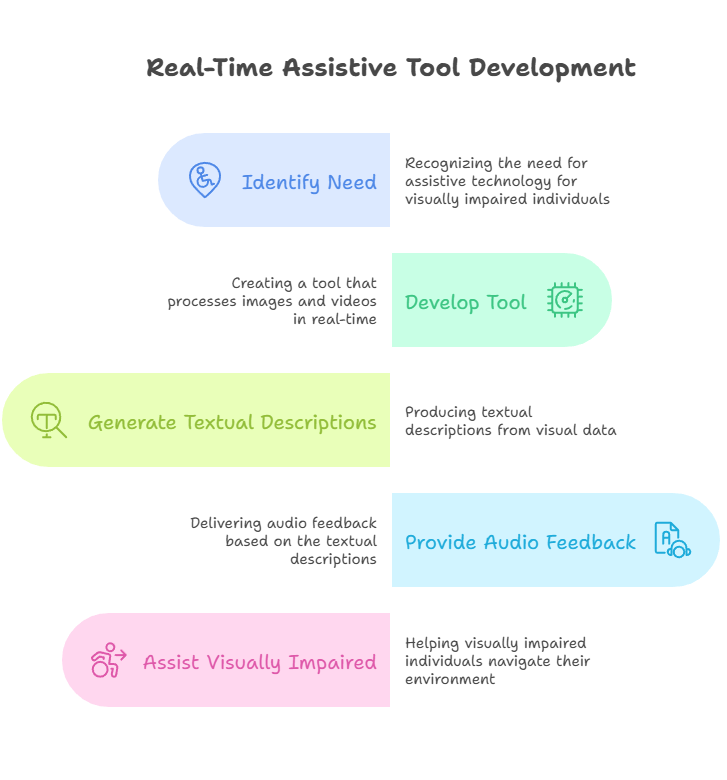 Real-Time Assistive Tool Development
Identify Need
Recognizing the need for
assistive technology for
visually impaired individuals
Creating a tool that
processes images and videos
in real-time
Develop Tool
Generate Textual Descriptions
Producing textual
descriptions from visual data
Delivering audio feedback
based on the textual
descriptions
Provide Audio Feedback
A
Assist Visually Impaired
Helping visually impaired
individuals navigate their
environment